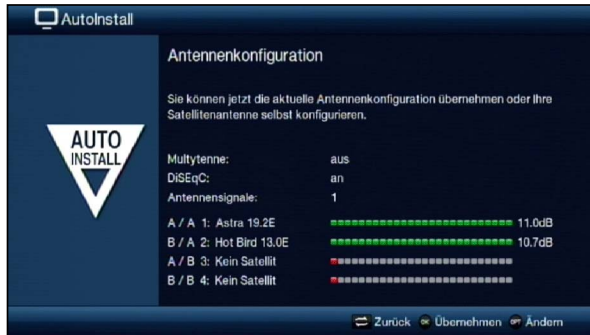 AutoInstall
Antennenkonfiguration
Sie können jetzt die aktuelle Antennenkonfiguration übernehmen oder Ihre
Satellitenantenne selbst konfigurieren.
AUTO
INSTALL
Multytenne: aus
DiSEqC: an
Antennensignale: 1
A / A 1: Astra 19.2E 11.0dB
B / A 2: Hot Bird 13.0E 10.7dB
A / B 3: Kein Satellit
B / B 4: Kein Satellit
Zurück OK Übernehmen OPT Ändern